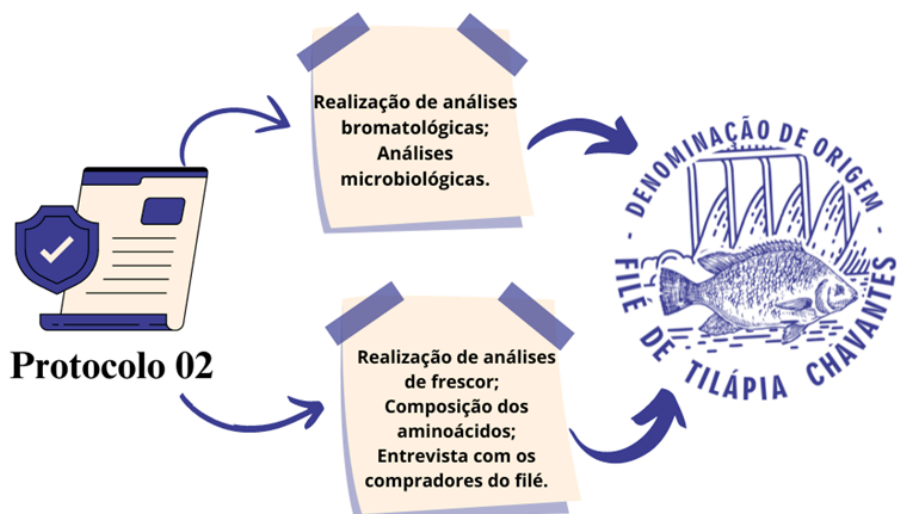 Realização de análises
bromatológicas;
Análises
microbiológicas.
Protocolo 02
Realização de análises
de frescor;
Composição dos
aminoácidos;
Entrevista com os
compradores do filé.
- DENOMINAÇÃO DE ORIGEM -
FILÉ DE TILÁPIA CHAVANTES